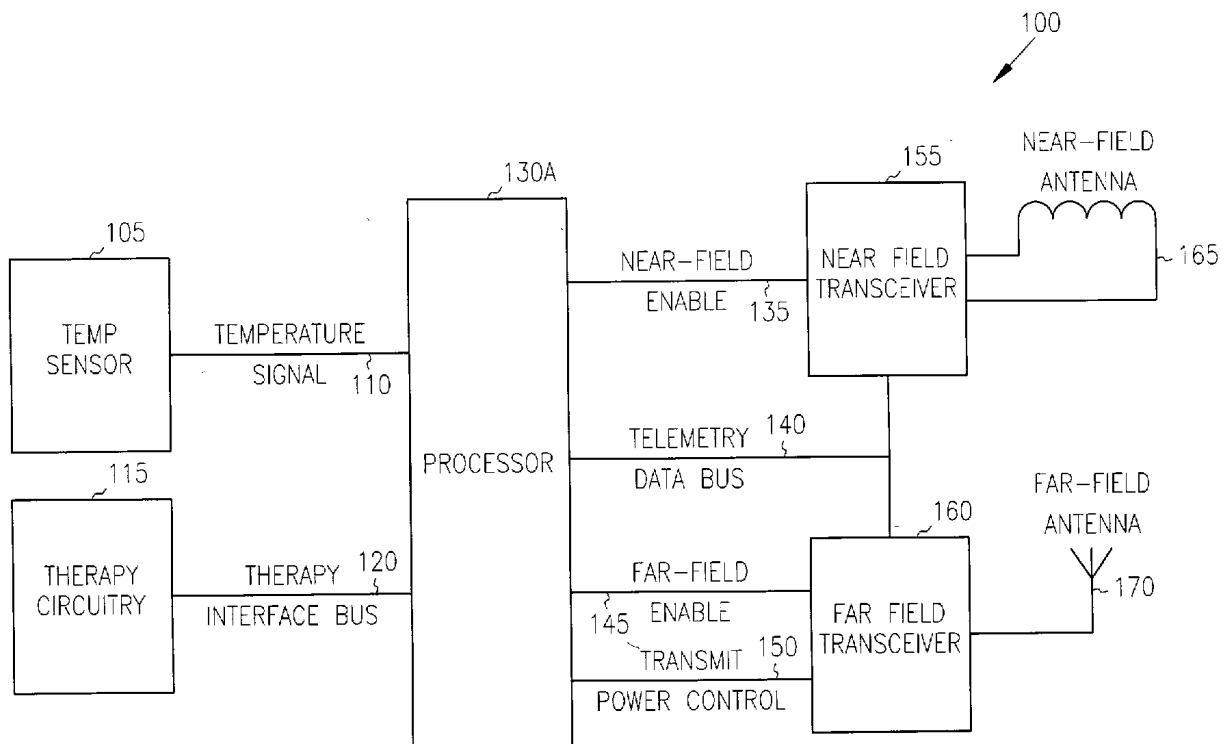 100
NEAR-FIELD
ANTENNA
155
130A
105
NEAR-FIELD
ENABLE
135
NEAR FIELD
TRANSCEIVER
165
TEMP
SENSOR
TEMPERATURE
SIGNAL
110
TELEMETRY
140
DATA BUS
PROCESSOR
115
FAR-FIELD
ANTENNA
160
THERAPY
CIRCUITRY
THERAPY
120
INTERFACE BUS
FAR-FIELD
145
ENABLE
170
FAR FIELD
TRANSCEIVER
TRANSMIT
150
POWER CONTROL